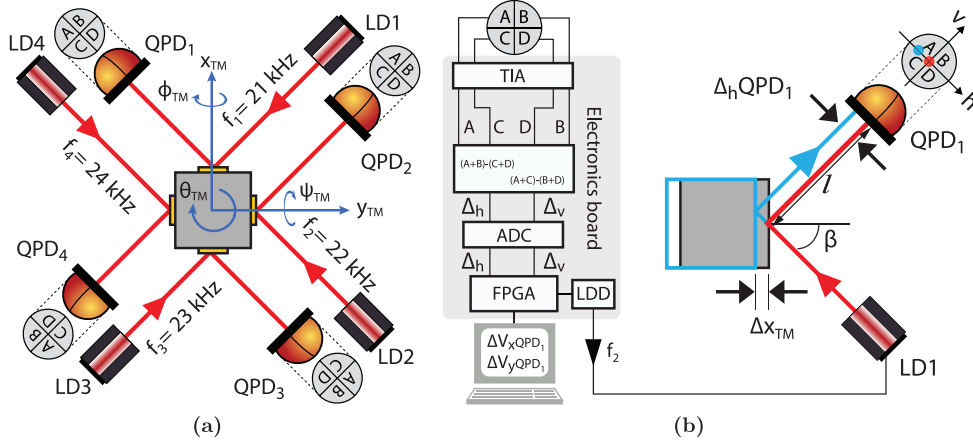 LD4
QPD1
A B
C D
xTM
LD1
ϕTM
f1= 21 kHz
A B
C D
QPD2
f4= 24 kHz
θTM
ψTM
yTM
f2= 22 kHz
QPD4
A B
C D
LD3
f3= 23 kHz
QPD3
A B
C D
LD2
(a)
A B
C D
TIA
A C D B
(A+B)-(C+D)
(A+C)-(B+D)
Δh Δv
ADC
Δh Δv
FPGA
LDD
Electronics board
ΔVxQPD1
ΔVyQPD1
f2
v
A B
C D
h
ΔhQPD1
QPD1
l
β
ΔxTM
LD1
(b)